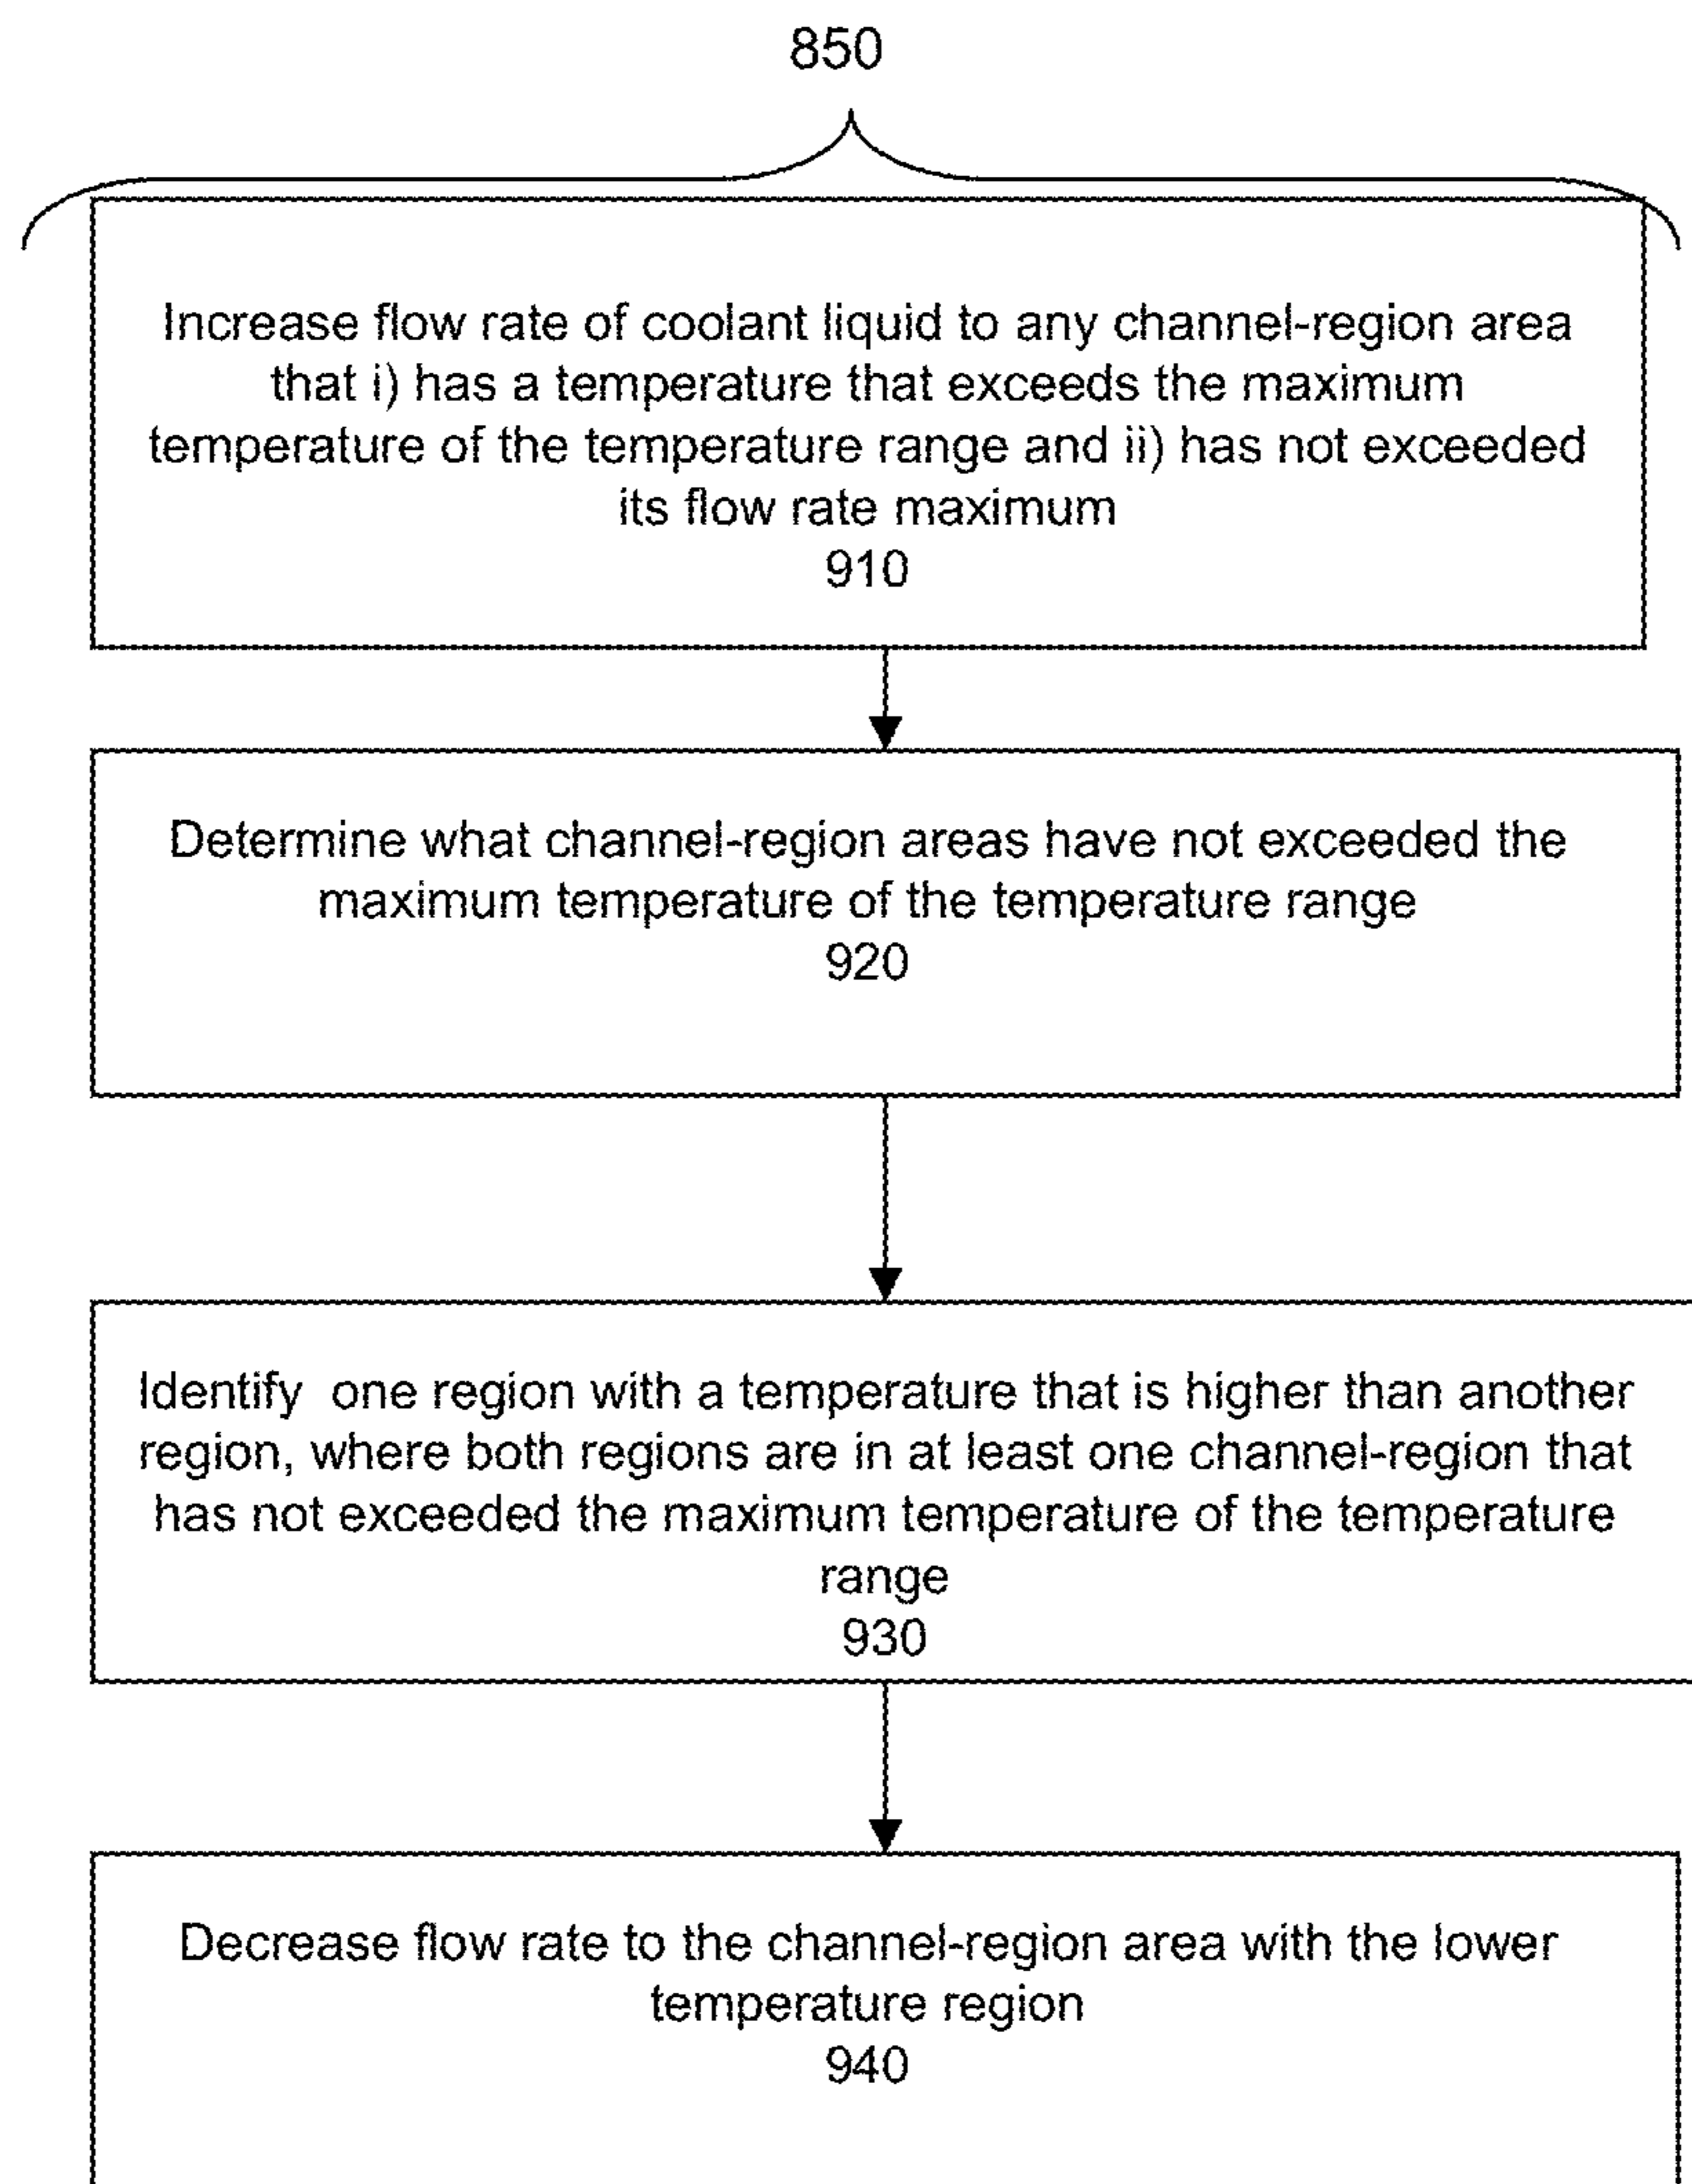 850
Increase flow rate of coolant liquid to any channel-region area
that i) has a temperature that exceeds the maximum
temperature of the temperature range and ii) has not exceeded
its flow rate maximum
910
Determine what channel-region areas have not exceeded the
maximum temperature of the temperature range
920
Identify  one region with a temperature that is higher than another
region, where both regions are in at least one channel-region that
has not exceeded the maximum temperature of the temperature
range
930
Decrease flow rate to the channel-region area with the lower
temperature region
940